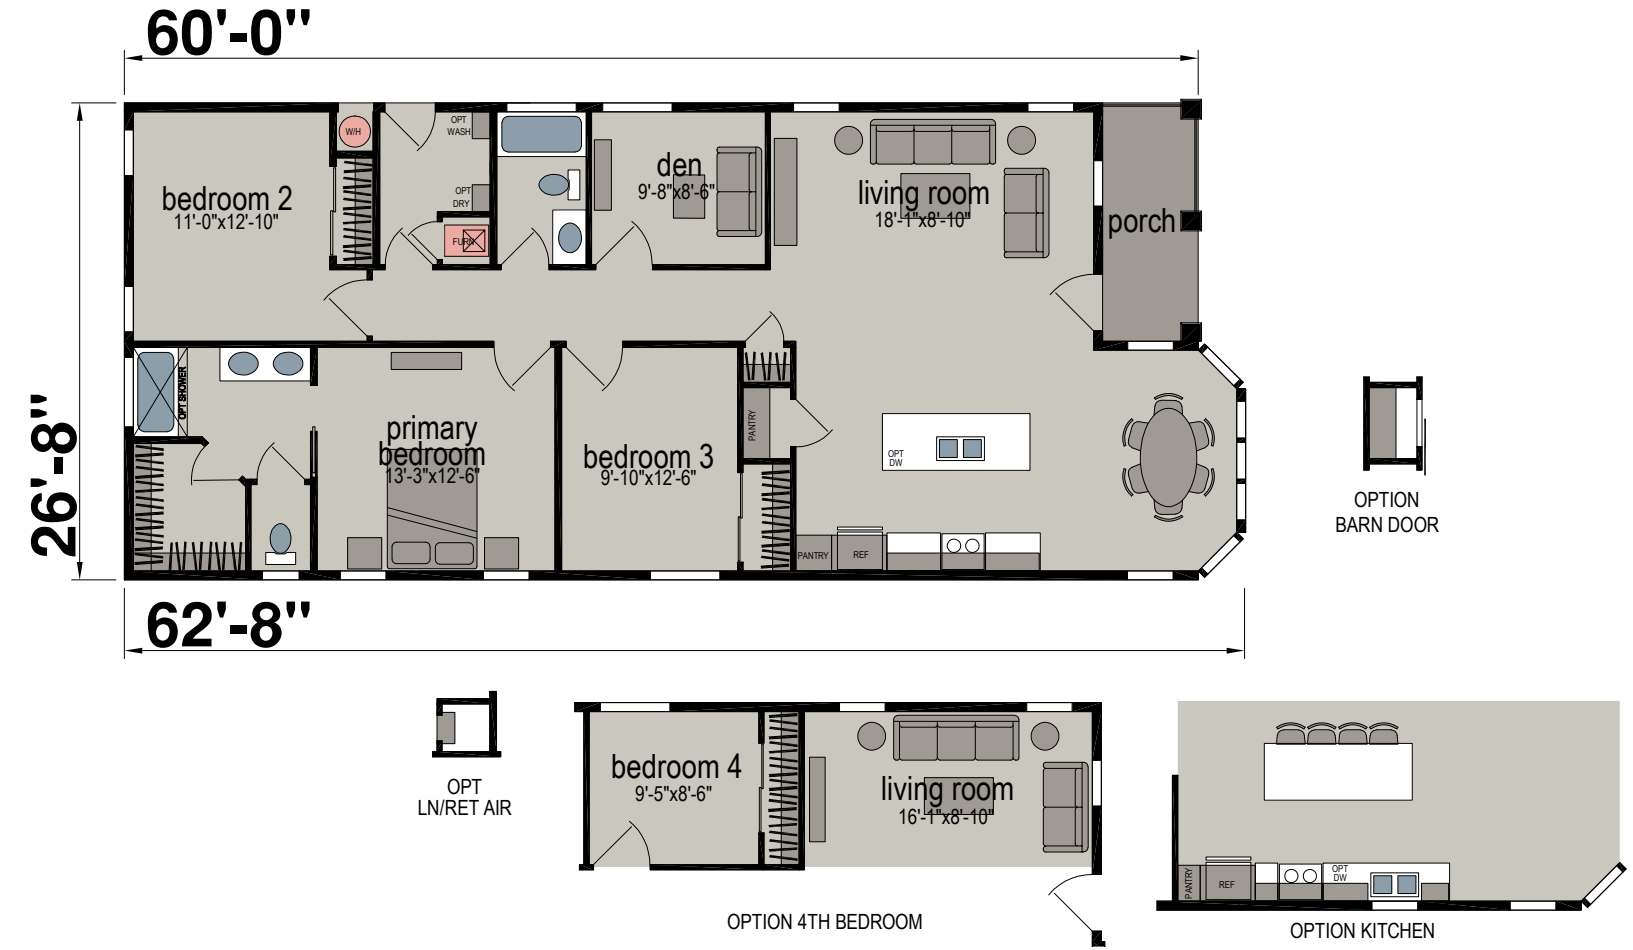 60'-0"
W/H
OPT
WASH
bedroom 2
11'-0"x12'-10"
OPT
DRY
FURN
den
9'-8"x8'-6"
living room
18'-1"x8'-10"
porch
26'-8"
OPT SHOWER
primary
bedroom
13'-3"x12'-6"
bedroom 3
9'-10"x12'-6"
PANTRY
OPT
DW
PANTRY
REF
OPTION
BARN DOOR
62'-8"
OPT
LN/RET AIR
bedroom 4
9'-5"x8'-6"
living room
16'-1"x8'-10"
OPTION 4TH BEDROOM
PANTRY
REF
OPT
DW
OPTION KITCHEN